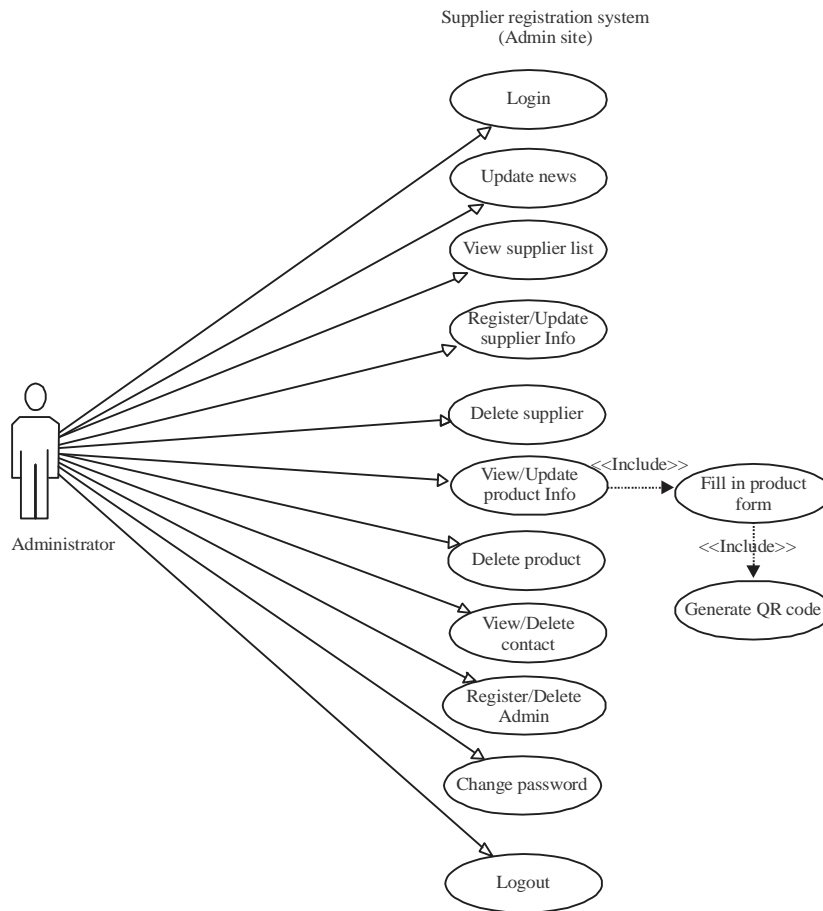 Supplier registration system
(Admin site)
Login
Update news
View supplier list
Register/Update
supplier Info
Delete supplier
View/Update
product Info
<<Include>>
Fill in product
form
<<Include>>
Generate QR code
Delete product
View/Delete
contact
Register/Delete
Admin
Change password
Logout
Administrator